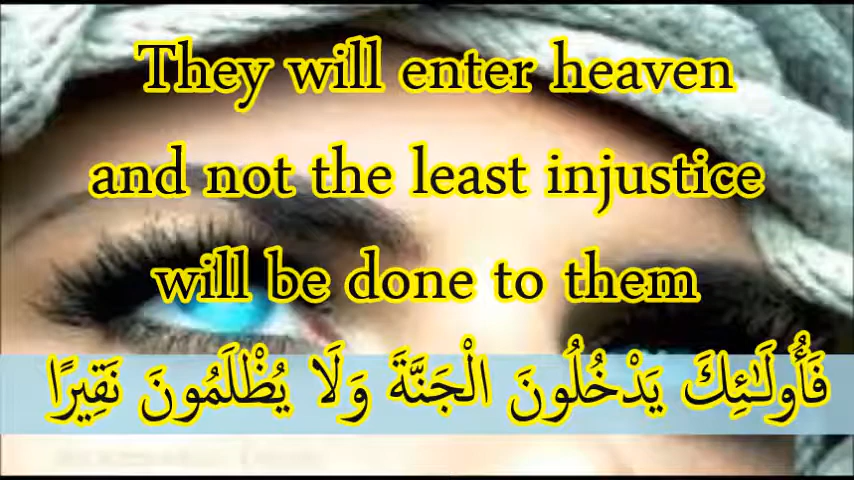 They will enter heaven
and not the least injustice
will be done to them
فَأُولَـٰئِكَ يَدْخُلُونَ الْجَنَّةَ وَلَا يُظْلَمُونَ نَقِيرًا